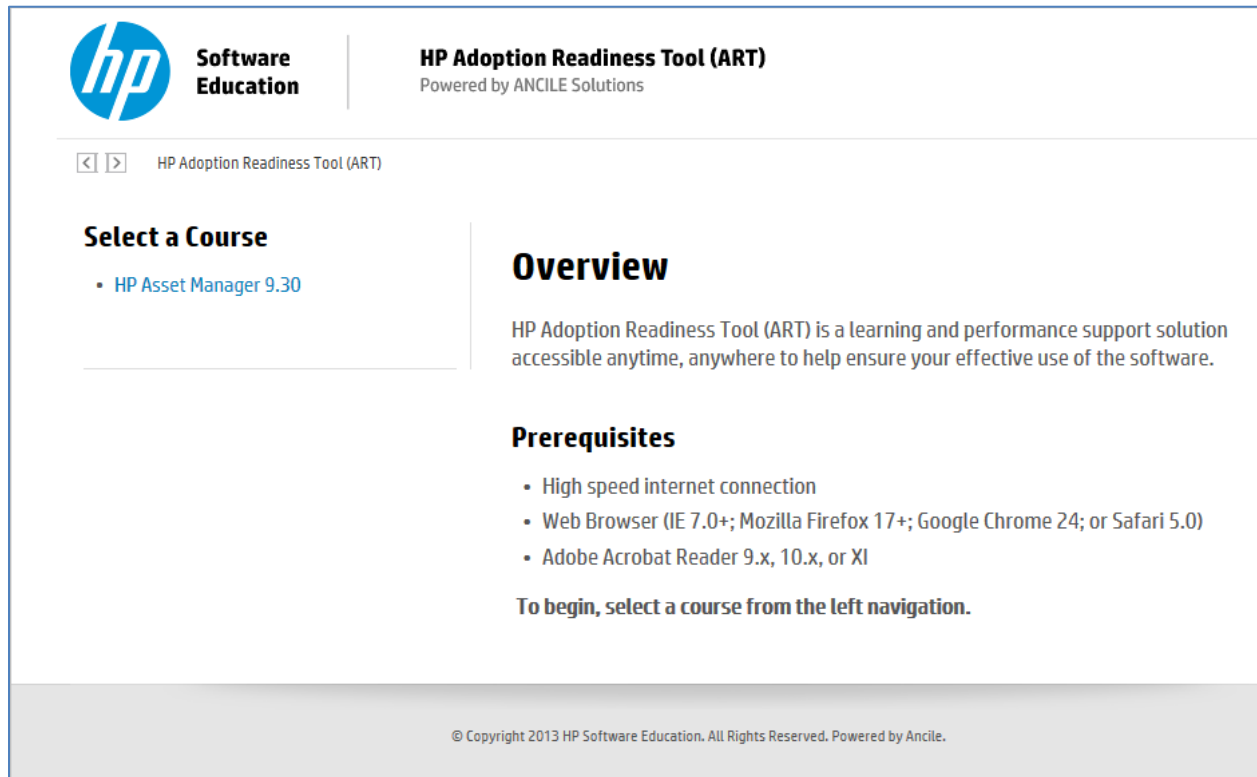 hp
Software
Education
HP Adoption Readiness Tool (ART)
Powered by ANCILE Solutions
HP Adoption Readiness Tool (ART)
Select a Course
• HP Asset Manager 9.30
Overview
HP Adoption Readiness Tool (ART) is a learning and performance support solution
accessible anytime, anywhere to help ensure your effective use of the software.
Prerequisites
• High speed internet connection
• Web Browser (IE 7.0+; Mozilla Firefox 17+; Google Chrome 24; or Safari 5.0)
• Adobe Acrobat Reader 9.x, 10.x, or XI
To begin, select a course from the left navigation.
© Copyright 2013 HP Software Education. All Rights Reserved. Powered by Ancile.